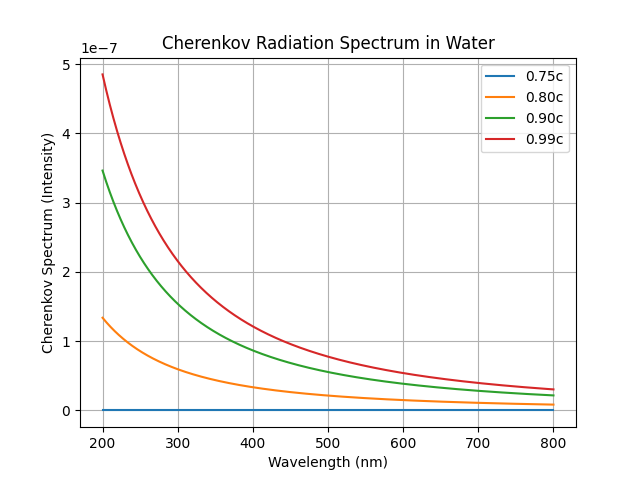 Cherenkov Radiation Spectrum in Water
1e−7
5
4
3
2
1
0
Cherenkov Spectrum (Intensity)
0.75c
0.80c
0.90c
0.99c
200 300 400 500 600 700 800
Wavelength (nm)